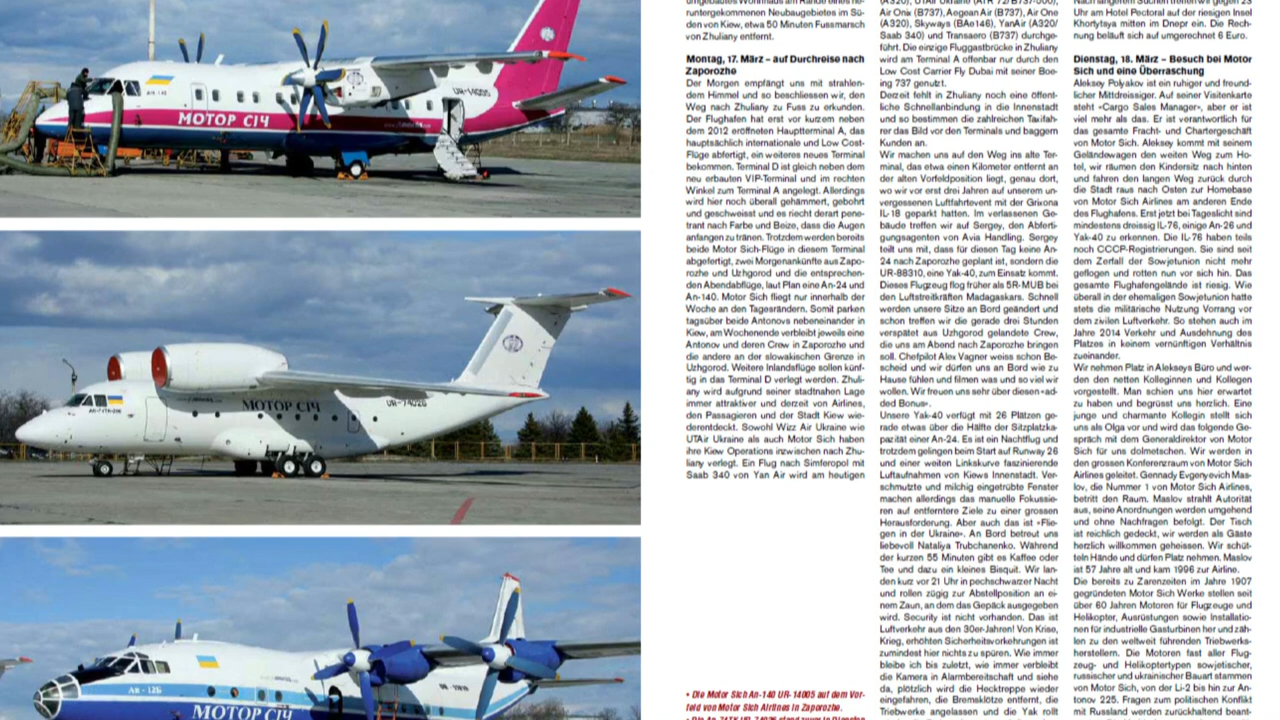 UR-14005
МОТОР СІЧ
МОТОР СІЧ
UR-74026
Ан-12Б
МОТОР СІЧ
runtergekommenen Neubaugebietes im Sü-
den von Kiew, etwa 50 Minuten Fussmarsch
von Zhuliany entfernt.
Montag, 17. März – auf Durchreise nach
Zaporozhe
Der Morgen empfängt uns mit strahlen-
dem Himmel und so beschliessen wir, den
Weg nach Zhuliany zu Fuss zu erkunden.
Der Flughafen hat erst vor kurzem neben
dem 2012 eröffneten Hauptterminal A, das
hauptsächlich internationale und Low Cost-
Flüge abfertigt, ein weiteres neues Terminal
bekommen. Terminal D ist gleich neben dem
neu erbauten VIP-Terminal und im rechten
Winkel zum Terminal A angelegt. Allerdings
wird hier noch überall gehämmert, gebohrt
und geschweisst und es riecht derart pene-
trant nach Farbe und Beize, dass die Augen
anfangen zu tränen. Trotzdem werden bereits
beide Motor Sich-Flüge in diesem Terminal
abgefertigt, zwei Morgenankünfte aus Zapo-
rozhe und Uzhgorod und die entsprechen-
den Abendabflüge, laut Plan eine An-24 und
An-140. Motor Sich fliegt nur innerhalb der
Woche an den Tagesrändern. Somit parken
tagsüber beide Antonovs nebeneinander in
Kiew, am Wochenende verbleibt jeweils eine
Antonov und deren Crew in Zaporozhe und
die andere an der slowakischen Grenze in
Uzhgorod. Weitere Inlandsflüge sollen künf-
tig in das Terminal D verlegt werden. Zhuli-
any wird aufgrund seiner stadtnahen Lage
immer attraktiver und derzeit von Airlines,
den Passagieren und der Stadt Kiew wie-
derentdeckt. Sowohl Wizz Air Ukraine wie
UTAir Ukraine als auch Motor Sich haben
ihre Kiew Operations inzwischen nach Zhu-
liany verlegt. Ein Flug nach Simferopol mit
Saab 340 von Yan Air wird am heutigen
• Die Motor Sich An-140 UR-14005 auf dem Vor-
feld von Motor Sich Airlines in Zaporozhe.
(A320), UTAir Ukraine (ATR 72/B737-500),
Air Onix (B737), Aegean Air (B737), Air One
(A320), Skyways (BAe146), YanAir (A320/
Saab 340) und Transaero (B737) durchge-
führt. Die einzige Fluggastbrücke in Zhuliany
wird am Terminal A offenbar nur durch den
Low Cost Carrier Fly Dubai mit seiner Boe-
ing 737 genutzt.
Derzeit fehlt in Zhuliany noch eine öffent-
liche Schnellanbindung in die Innenstadt
und so bestimmen die zahlreichen Taxifah-
rer das Bild vor den Terminals und baggern
Kunden an.
Wir machen uns auf den Weg ins alte Ter-
minal, das etwa einen Kilometer entfernt an
der alten Vorfeldposition liegt, genau dort,
wo wir vor erst drei Jahren auf unserem un-
vergessenen Luftfahrtevent mit der Grixona
IL-18 geparkt hatten. Im verlassenen Ge-
bäude treffen wir auf Sergey, den Abferti-
gungsagenten von Avia Handling. Sergey
teilt uns mit, dass für diesen Tag keine An-
24 nach Zaporozhe geplant ist, sondern die
UR-88310, eine Yak-40, zum Einsatz kommt.
Dieses Flugzeug flog früher als 5R-MUB bei
den Luftstreitkräften Madagaskars. Schnell
werden unsere Sitze an Bord geändert und
schon treffen wir die gerade drei Stunden
verspätet aus Uzhgorod gelandete Crew,
die uns am Abend nach Zaporozhe bringen
soll. Chefpilot Alex Vagner weiss schon Be-
scheid und wir dürfen uns an Bord wie zu
Hause fühlen und filmen was und so viel wir
wollen. Wir freuen uns sehr über diesen «ad-
ded Bonus».
Unsere Yak-40 verfügt mit 26 Plätzen ge-
rade etwas über die Hälfte der Sitzplatzka-
pazität einer An-24. Es ist ein Nachtflug und
trotzdem gelingen beim Start auf Runway 26
und einer weiten Linkskurve faszinierende
Luftaufnahmen von Kiews Innenstadt. Ver-
schmutzte und milchig eingetrübte Fenster
machen allerdings das manuelle Fokussie-
ren auf entferntere Ziele zu einer grossen
Herausforderung. Aber auch das ist «Flie-
gen in der Ukraine». An Bord betreut uns
liebevoll Nataliya Trubchanenko. Während
der kurzen 55 Minuten gibt es Kaffee oder
Tee und dazu ein kleines Bisquit. Wir lan-
den kurz vor 21 Uhr in pechschwarzer Nacht
und rollen zügig zur Abstellposition an ei-
nem Zaun, an dem das Gepäck ausgegeben
wird. Security ist nicht vorhanden. Das ist
Luftverkehr aus den 30er-Jahren! Von Krise,
Krieg, erhöhten Sicherheitsvorkehrungen ist
zumindest hier nichts zu spüren. Wie immer
bleibe ich bis zuletzt, wie immer verbleibt
die Kamera in Alarmbereitschaft und siehe
da, plötzlich wird die Hecktreppe wieder
eingefahren, die Bremsklötze entfernt, die
Triebwerke angelassen und die Yak rollt
Nach längerem Suchen treffen wir gegen 23
Uhr am Hotel Pectoral auf der riesigen Insel
Khortytsya mitten im Dnepr ein. Die Rech-
nung beläuft sich auf umgerechnet 6 Euro.
Dienstag, 18. März – Besuch bei Motor
Sich und eine Überraschung
Aleksey Polyakov ist ein ruhiger und freund-
licher Mittdreissiger. Auf seiner Visitenkarte
steht «Cargo Sales Manager», aber er ist
viel mehr als das. Er ist verantwortlich für
das gesamte Fracht- und Chartergeschäft
von Motor Sich. Aleksey kommt mit seinem
Geländewagen den weiten Weg zum Ho-
tel, wir räumen den Kindersitz nach hinten
und fahren den langen Weg zurück durch
die Stadt raus nach Osten zur Homebase
von Motor Sich Airlines am anderen Ende
des Flughafens. Erst jetzt bei Tageslicht sind
mindestens dreissig IL-76, einige An-26 und
Yak-40 zu erkennen. Die IL-76 haben teils
noch CCCP-Registrierungen. Sie sind seit
dem Zerfall der Sowjetunion nicht mehr
geflogen und rotten nun vor sich hin. Das
gesamte Flughafengelände ist riesig. Wie
überall in der ehemaligen Sowjetunion hatte
stets die militärische Nutzung Vorrang vor
dem zivilen Luftverkehr. So stehen auch im
Jahre 2014 Verkehr und Ausdehnung des
Platzes in keinem vernünftigen Verhältnis
zueinander.
Wir nehmen Platz in Alekseys Büro und wer-
den den netten Kolleginnen und Kollegen
vorgestellt. Man schien uns hier erwartet
zu haben und begrüsst uns herzlich. Eine
junge und charmante Kollegin stellt sich
uns als Olga vor und wird das folgende Ge-
spräch mit dem Generaldirektor von Motor
Sich für uns dolmetschen. Wir werden in
den grossen Konferenzraum von Motor Sich
Airlines geleitet. Gennady Evgenyevich Mas-
lov, die Nummer 1 von Motor Sich Airlines,
betritt den Raum. Maslov strahlt Autorität
aus, seine Anordnungen werden umgehend
und ohne Nachfragen befolgt. Der Tisch
ist reichlich gedeckt, wir werden als Gäste
herzlich willkommen geheissen. Wir schüt-
teln Hände und dürfen Platz nehmen. Maslov
ist 57 Jahre alt und kam 1996 zur Airline.
Die bereits zu Zarenzeiten im Jahre 1907
gegründeten Motor Sich Werke stellen seit
über 60 Jahren Motoren für Flugzeuge und
Helikopter, Ausrüstungen sowie Installatio-
nen für industrielle Gasturbinen her und zäh-
len zu den weltweit führenden Triebwerks-
herstellern. Die Motoren fast aller Flug-
zeug- und Helikoptertypen sowjetischer,
russischer und ukrainischer Bauart stammen
von Motor Sich, von der Li-2 bis hin zur An-
tonov 225. Fragen zum politischen Konflikt
mit Russland werden zurückhaltend beant-